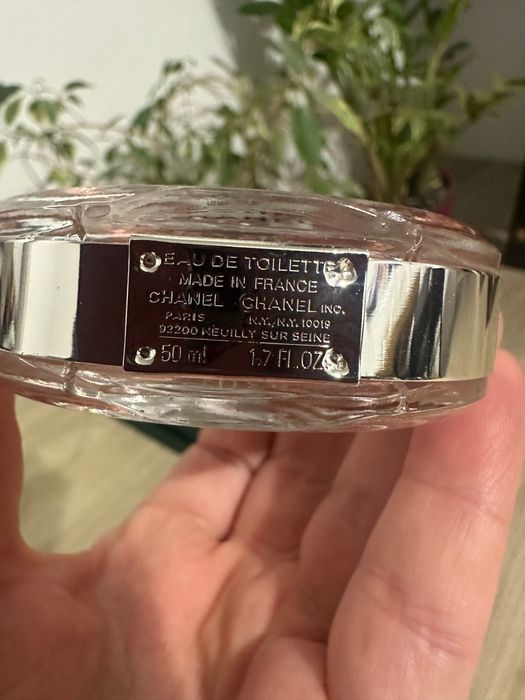 EAU DE TOILETTE
MADE IN FRANCE
CHANEL CHANEL INC.
PARIS N.Y., N.Y. 10019
92200 NEUILLY SUR SEINE
50 ml 1.7 FL.OZ